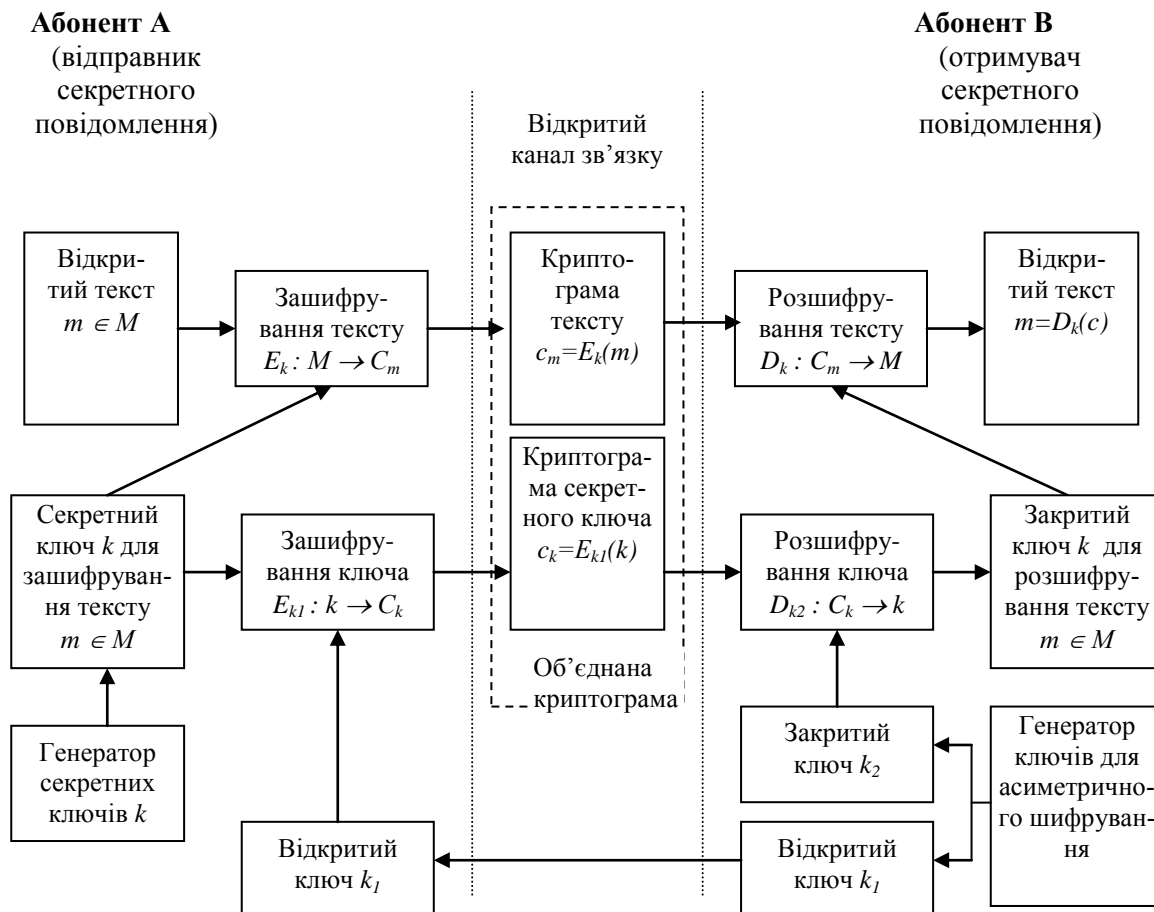 Абонент А
(відправник
секретного
повідомлення)
Абонент В
(отримувач
секретного
повідомлення)
Відкритий
канал зв’язку
Відкри-
тий текст
m ∈ M
Зашифру-
вання тексту
E_k : M → C_m
Крипто-
грама
тексту
c_m=E_k(m)
Розшифру-
вання тексту
D_k : C_m → M
Відкри-
тий текст
m=D_k(c)
Секретний
ключ k для
зашифруван-
ня тексту
m ∈ M
Зашифру-
вання ключа
E_k1 : k → C_k
Криптогра-
ма секрет-
ного ключа
c_k=E_k1(k)
Розшифру-
вання ключа
D_k2 : C_k → k
Закритий
ключ k для
розшифру-
вання тексту
m ∈ M
Об’єднана
криптограма
Генератор
секретних
ключів k
Закритий
ключ k_2
Генератор
ключів для
асиметрично-
го шифруван-
ня
Відкритий
ключ k_1
Відкритий
ключ k_1